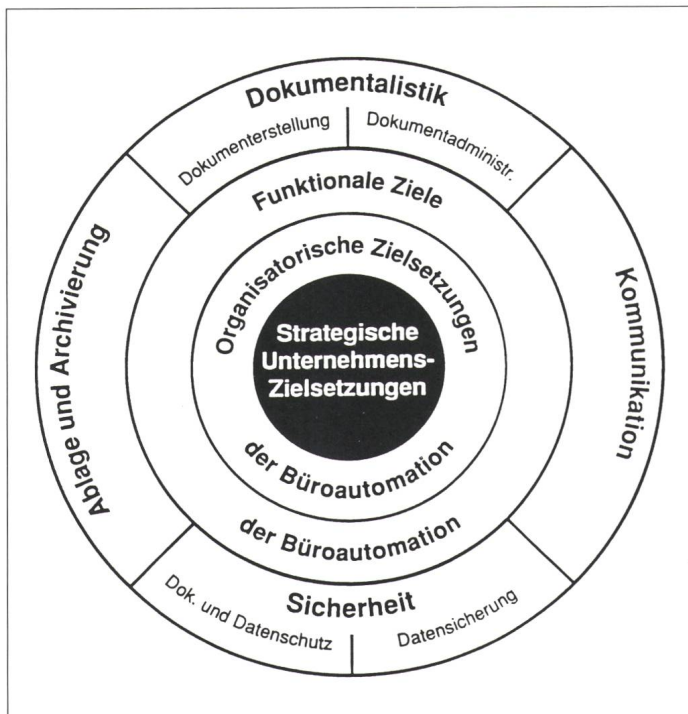 Dokumentalistik
Dokumenterstellung
Dokumentadministr.
Funktionale Ziele
Organisatorische Zielsetzungen
Ablage und Archivierung
Strategische
Unternehmens-
Zielsetzungen
Kommunikation
der Büroautomation
der Büroautomation
Sicherheit
Dok. und Datenschutz
Datensicherung